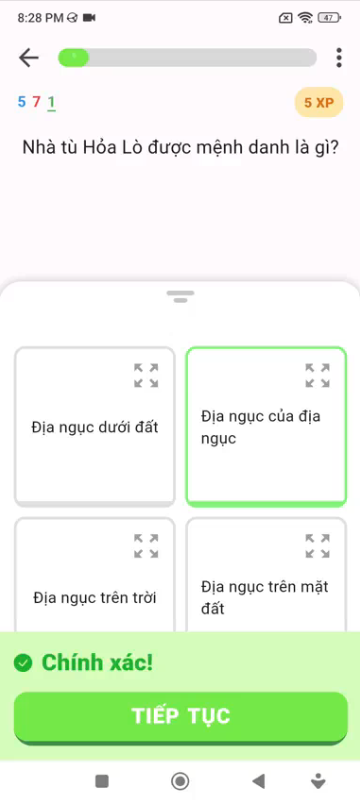 8:28 PM
47
5 7 1
5 XP
Nhà tù Hỏa Lò được mệnh danh là gì?
Địa ngục dưới đất
Địa ngục của địa
ngục
Địa ngục trên trời
Địa ngục trên mặt
đất
Chính xác!
TIẾP TỤC